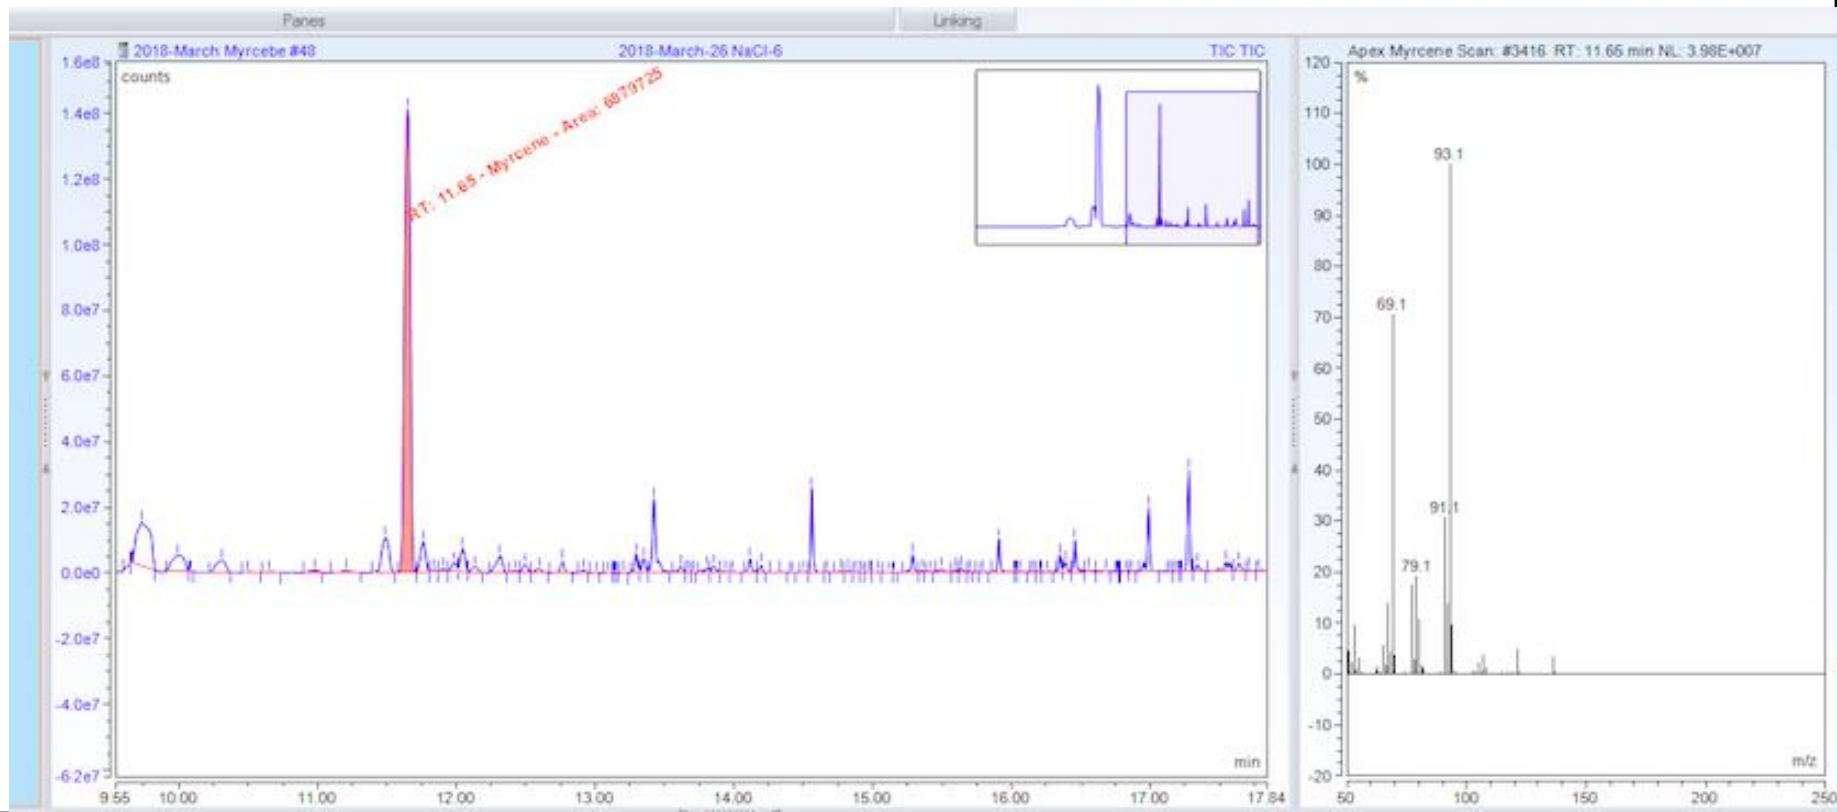 Panes
Linking
2018-March Myrcebe #48
2018-March-26 NaCl-6
TIC TIC
counts
1.6e8
1.4e8
1.2e8
1.0e8
8.0e7
6.0e7
4.0e7
2.0e7
0.0e0
-2.0e7
-4.0e7
-6.2e7
RT: 11.65 - Myrcene - Area: 6879725
min
9.55 10.00 11.00 12.00 13.00 14.00 15.00 16.00 17.00 17.84
Apex Myrcene Scan: #3416 RT: 11.65 min NL: 3.98E+007
%
120
110
100
90
80
70
60
50
40
30
20
10
0
-10
-20
93.1
69.1
91.1
79.1
m/z
50 100 150 200 250